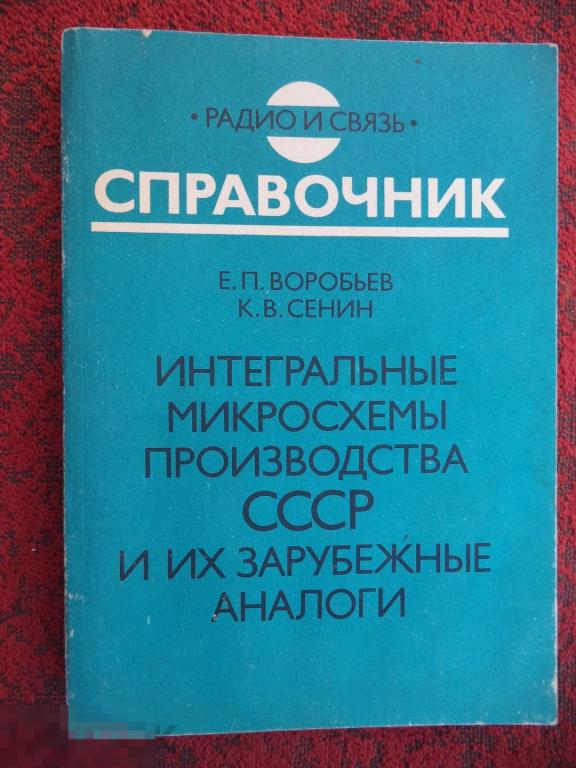 • РАДИО И СВЯЗЬ •
СПРАВОЧНИК
Е. П. ВОРОБЬЕВ
К. В. СЕНИН
ИНТЕГРАЛЬНЫЕ
МИКРОСХЕМЫ
ПРОИЗВОДСТВА
СССР
И ИХ ЗАРУБЕЖНЫЕ
АНАЛОГИ